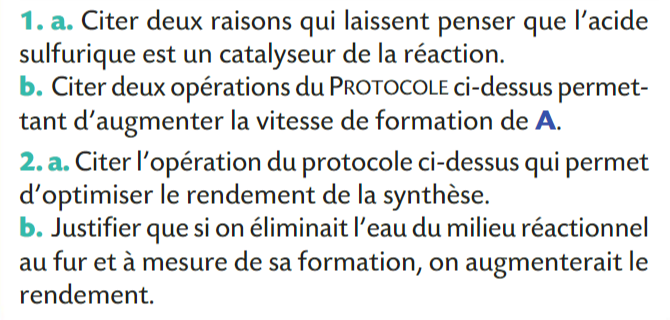 1. a. Citer deux raisons qui laissent penser que l'acide
sulfurique est un catalyseur de la réaction.
b. Citer deux opérations du PROTOCOLE ci-dessus permet-
tant d'augmenter la vitesse de formation de A.
2. a. Citer l'opération du protocole ci-dessus qui permet
d'optimiser le rendement de la synthèse.
b. Justifier que si on éliminait l'eau du milieu réactionnel
au fur et à mesure de sa formation, on augmenterait le
rendement.